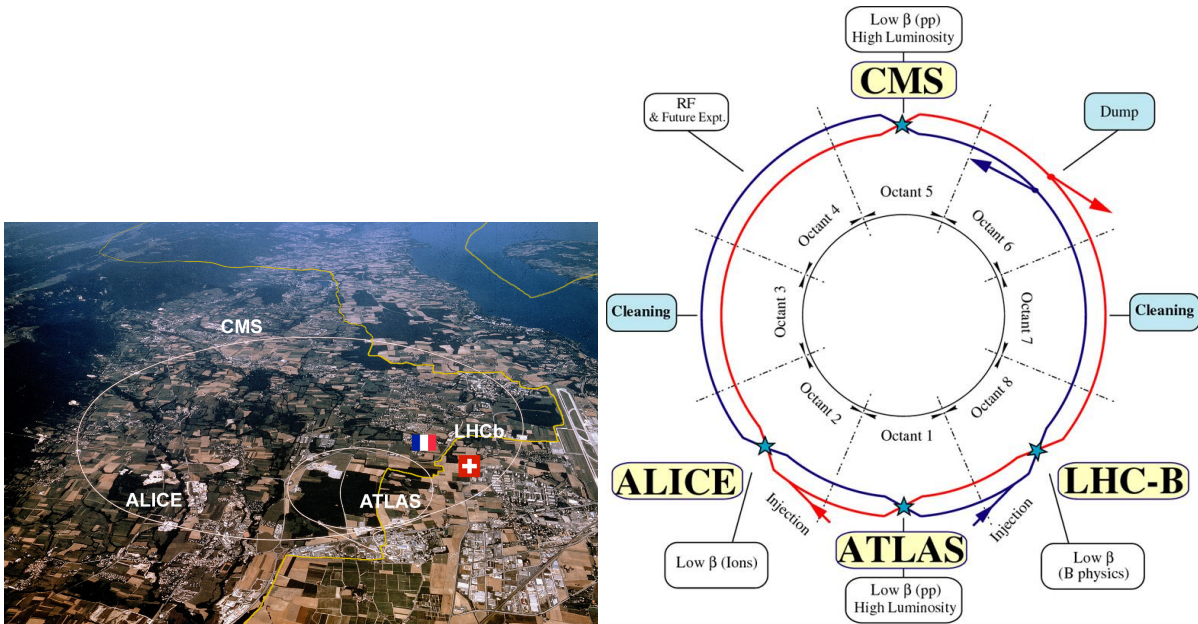 CMS
LHCb
ALICE
ATLAS
Low β (pp)
High Luminosity
CMS
RF
& Future Expt.
Dump
Octant 5
Octant 4
Octant 6
Cleaning
Octant 3
Octant 7
Cleaning
Octant 2
Octant 8
Octant 1
ALICE
LHC-B
Injection
Injection
ATLAS
Low β (Ions)
Low β
(B physics)
Low β (pp)
High Luminosity